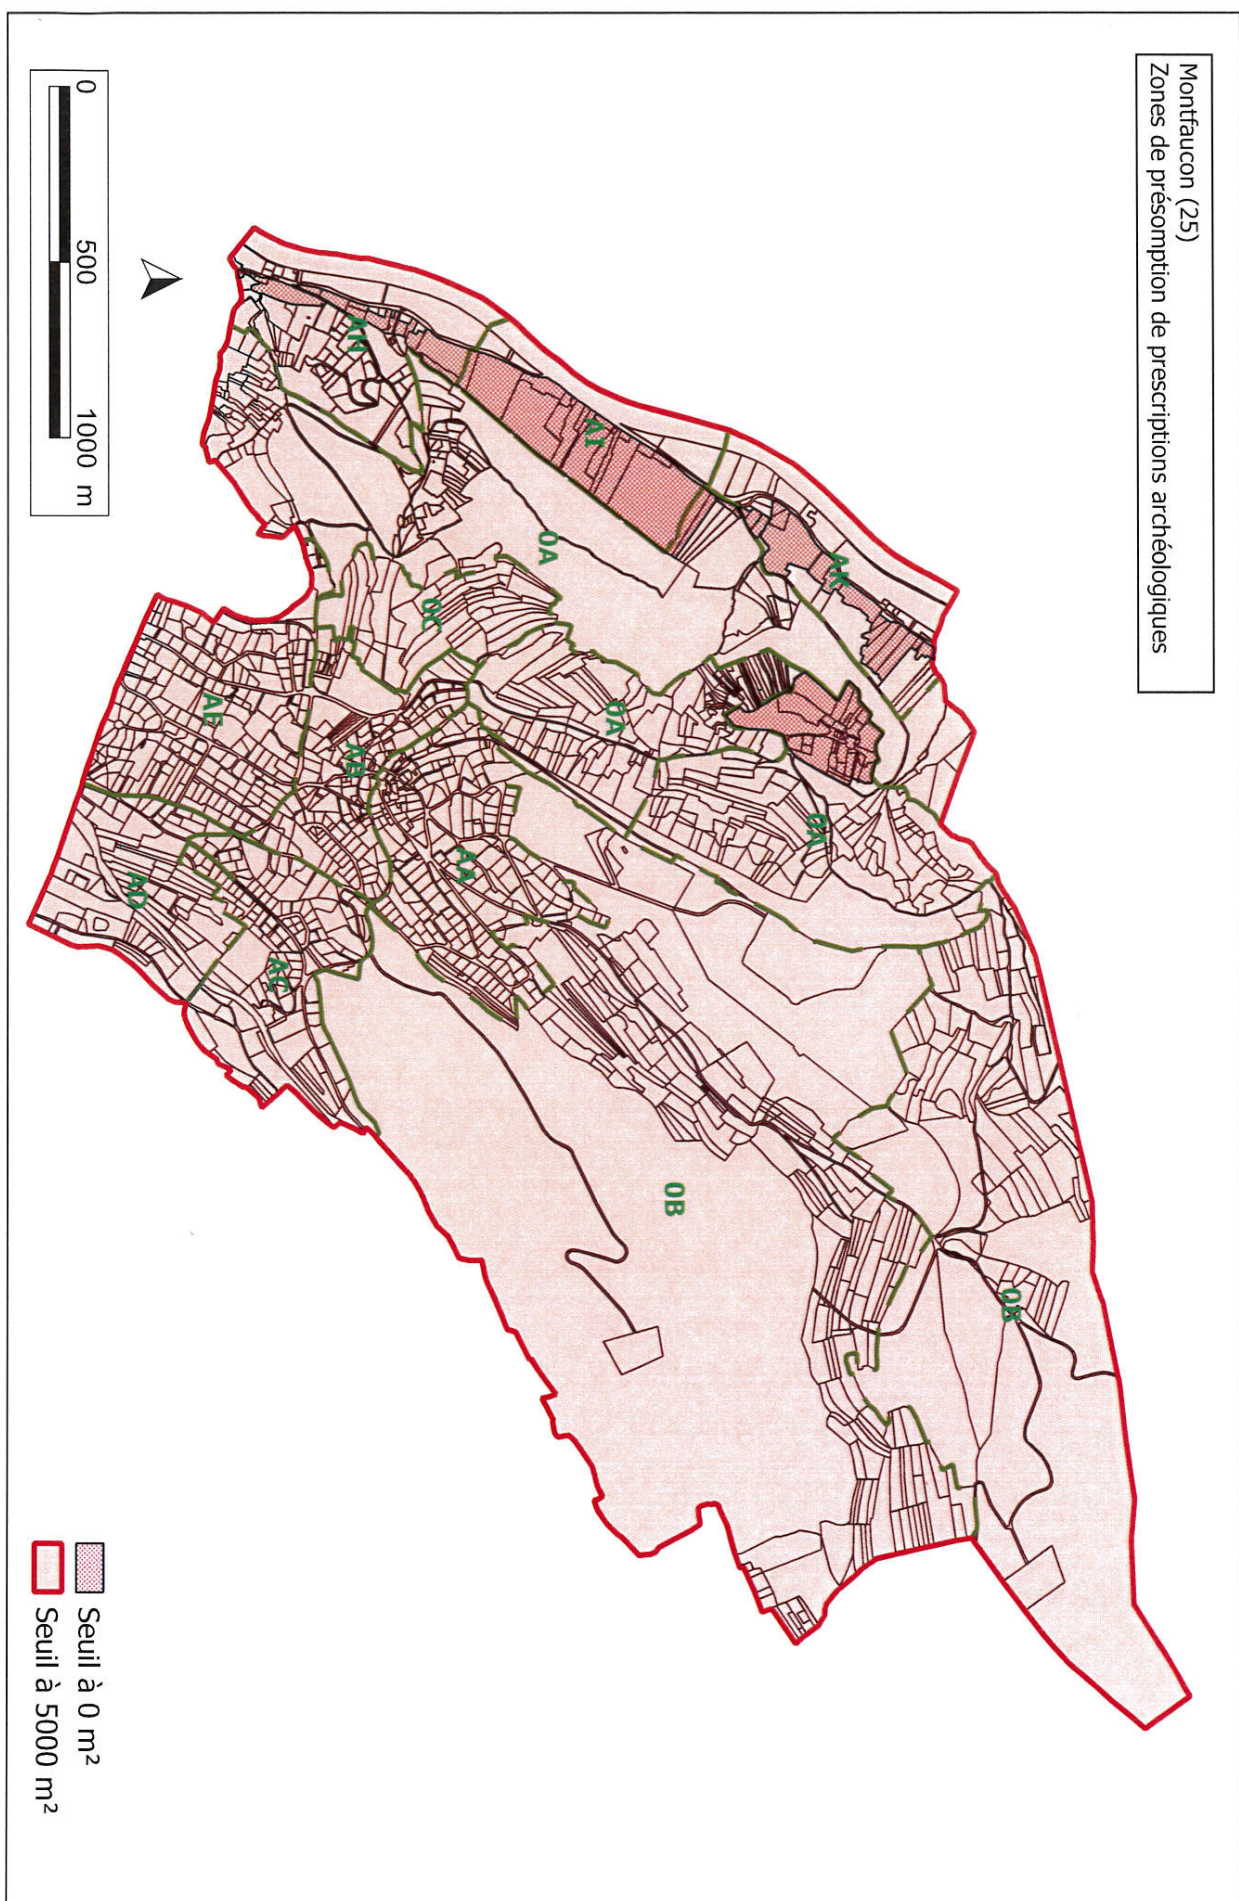 Montfaucon (25)
Zones de présomption de prescriptions archéologiques
AK
AI
AH
0A
0A
0A
0C
0B
0B
AB
AA
AE
AC
AD
0 500 1000 m
Seuil à 0 m²
Seuil à 5000 m²